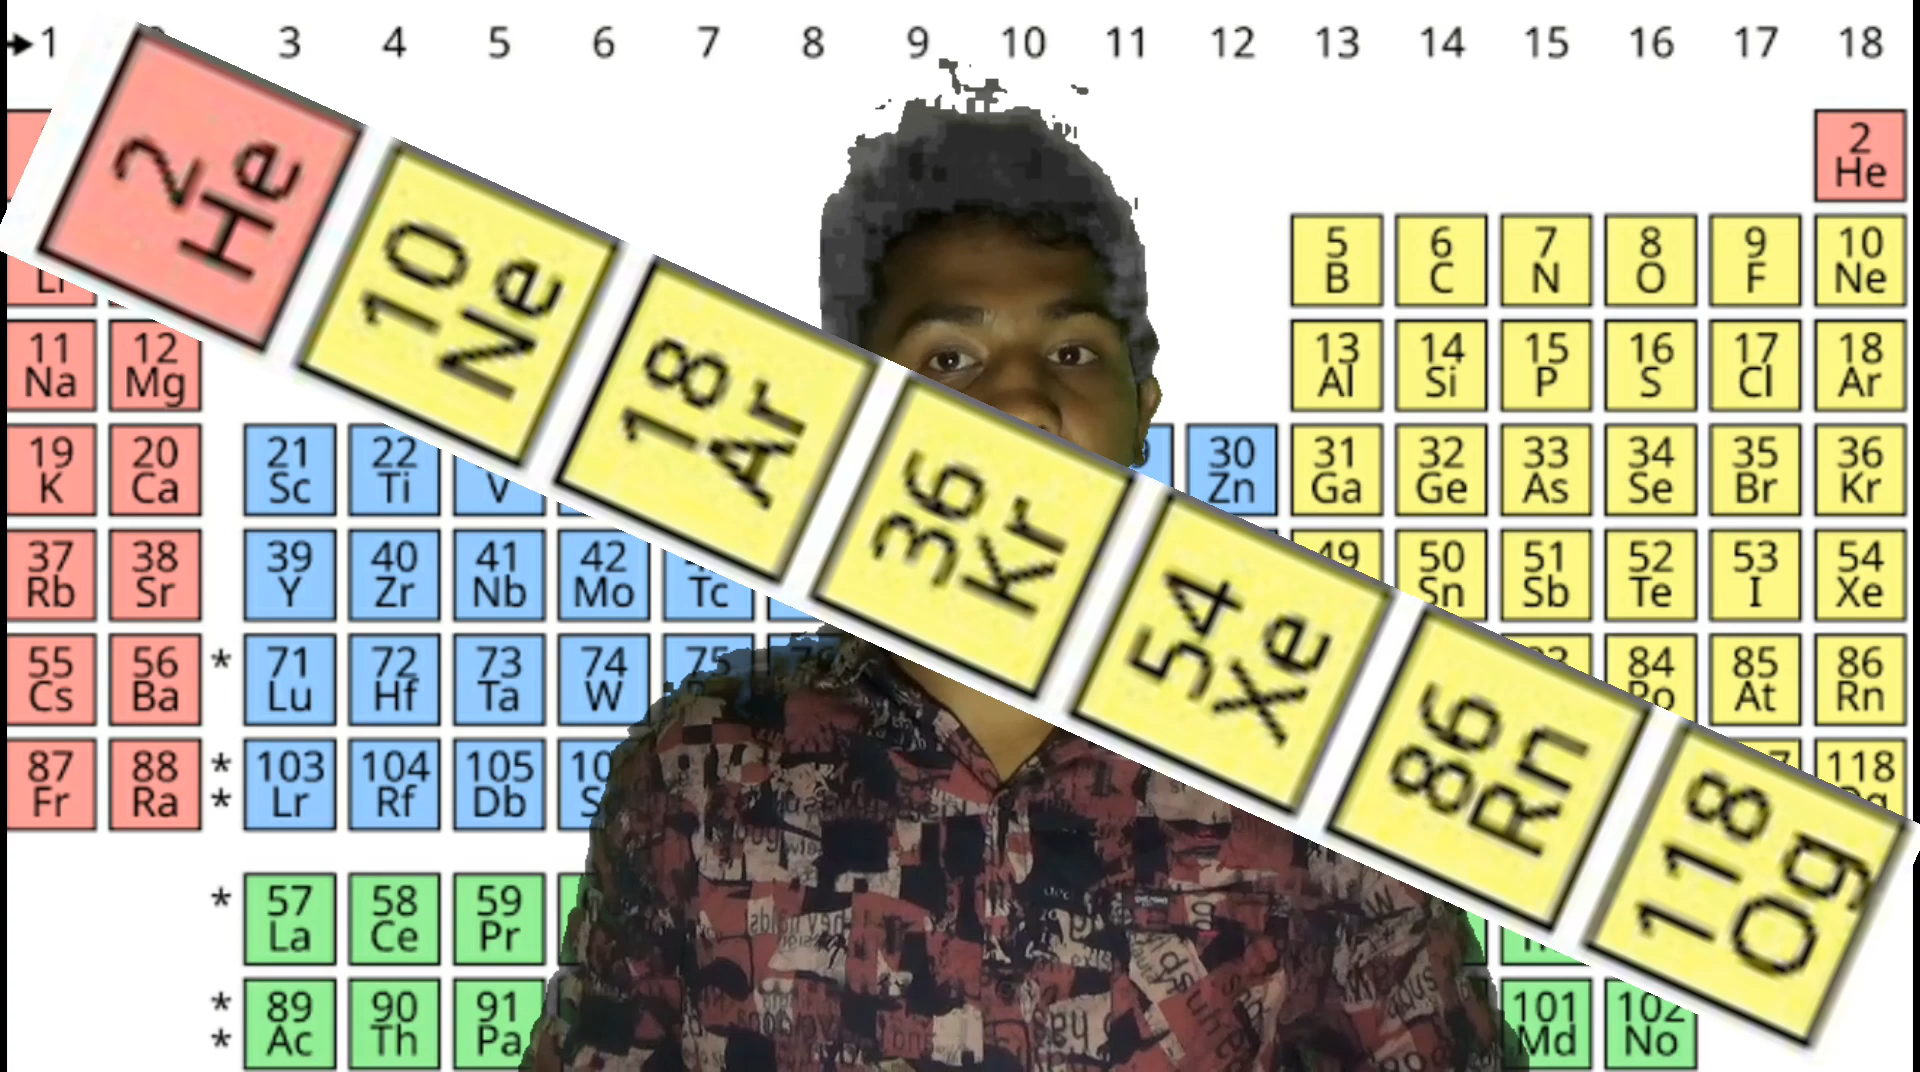 1 3 4 5 6 7 8 9 10 11 12 13 14 15 16 17 18
2
He
10
Ne
18
Ar
36
Kr
54
Xe
86
Rn
118
Og
2
He
5 6 7 8 9 10
B C N O F Ne
11 12 13 14 15 16 17 18
Na Mg Al Si P S Cl Ar
19 20 21 22 30 31 32 33 34 35 36
K Ca Sc Ti V Zn Ga Ge As Se Br Kr
37 38 39 40 41 42 49 50 51 52 53 54
Rb Sr Y Zr Nb Mo Tc Sn Sb Te I Xe
55 56 * 71 72 73 74 75 84 85 86
Cs Ba Lu Hf Ta W Po At Rn
87 88 * 103 104 105 118
Fr Ra * Lr Rf Db
* 57 58 59
La Ce Pr
* 89 90 91 101 102
* Ac Th Pa Md No